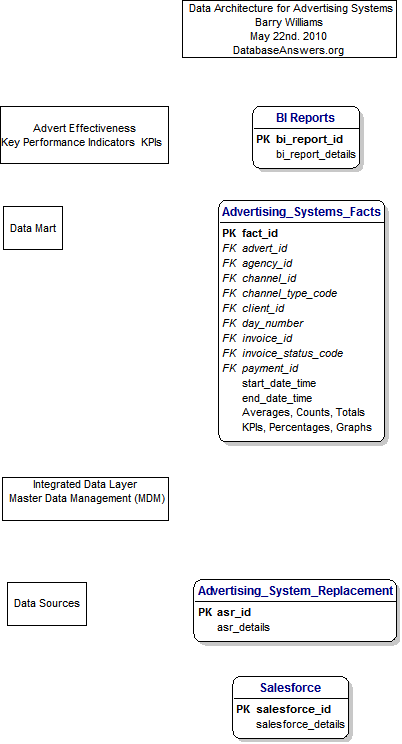 Data Architecture for Advertising Systems
Barry Williams
May 22nd. 2010
DatabaseAnswers.org
Advert Effectiveness
Key Performance Indicators  KPIs
BI Reports
PK bi_report_id
bi_report_details
Data Mart
Advertising_Systems_Facts
PK fact_id
FK advert_id
FK agency_id
FK channel_id
FK channel_type_code
FK client_id
FK day_number
FK invoice_id
FK invoice_status_code
FK payment_id
start_date_time
end_date_time
Averages, Counts, Totals
KPIs, Percentages, Graphs
Integrated Data Layer
Master Data Management (MDM)
Data Sources
Advertising_System_Replacement
PK asr_id
asr_details
Salesforce
PK salesforce_id
salesforce_details